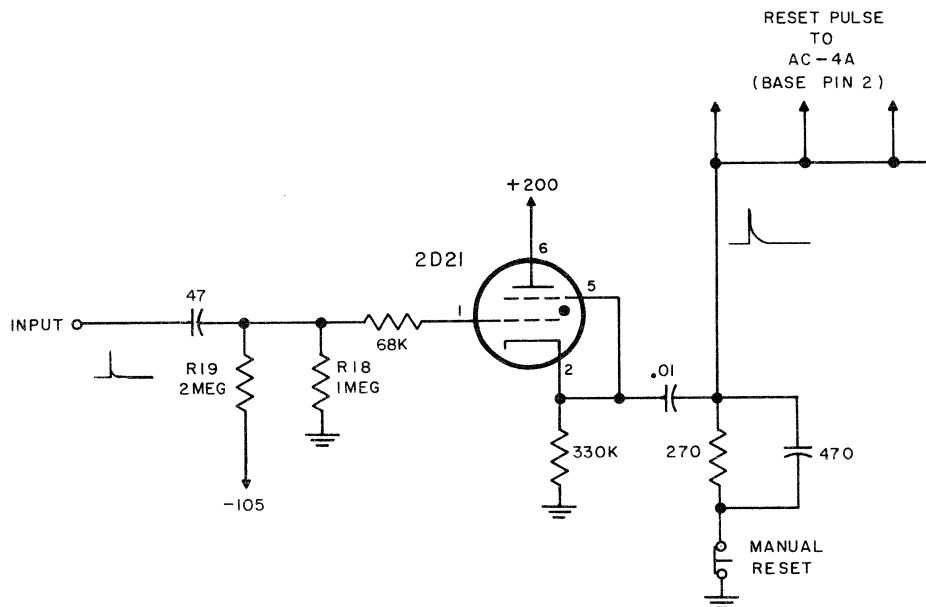 RESET PULSE
TO
AC-4A
(BASE PIN 2)
+200
6
2D21
5
47
1
INPUT
68K
R19
2MEG
R18
1MEG
2
.01
330K
270
470
-105
MANUAL
RESET